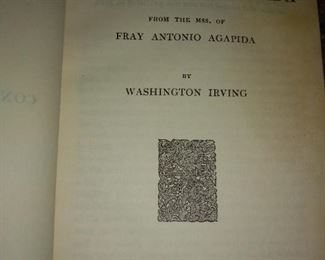 FROM THE MSS. OF
FRAY ANTONIO AGAPIDA
BY
WASHINGTON IRVING